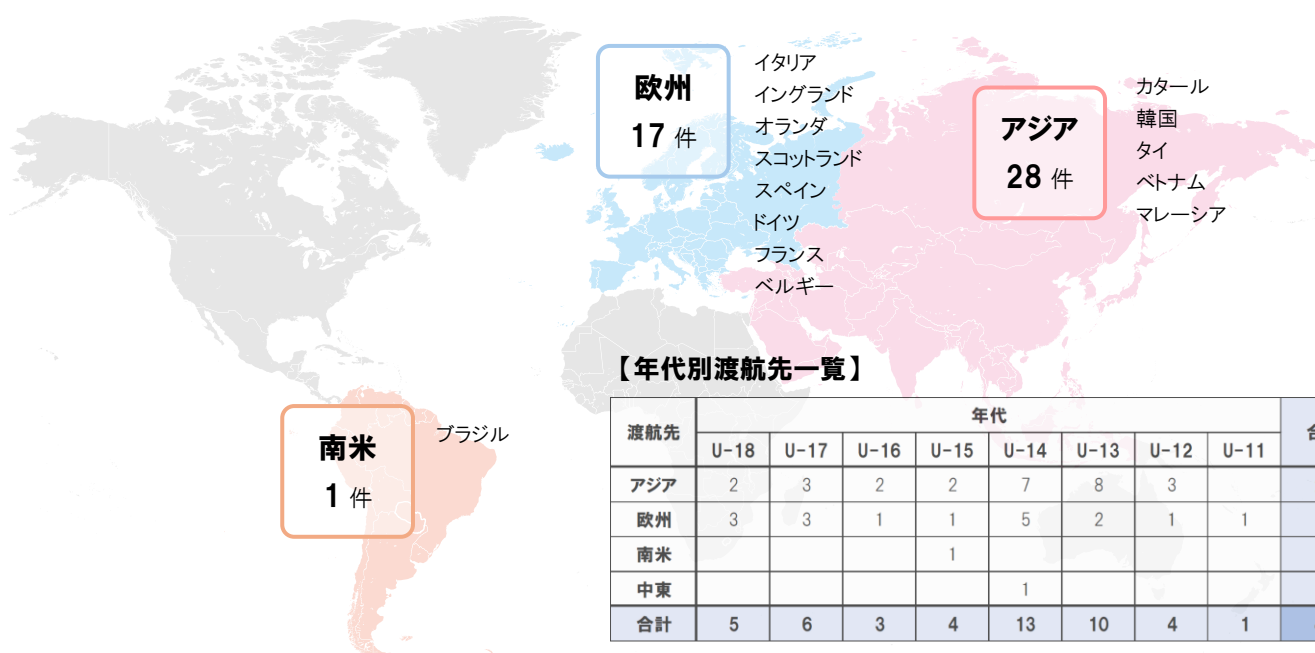 欧州
17 件
イタリア
イングランド
オランダ
スコットランド
スペイン
ドイツ
フランス
ベルギー
アジア
28 件
カタール
韓国
タイ
ベトナム
マレーシア
南米
1 件
ブラジル
【年代別渡航先一覧】
渡航先 年代
U-18 U-17 U-16 U-15 U-14 U-13 U-12 U-11
アジア 2 3 2 2 7 8 3
欧州 3 3 1 1 5 2 1 1
南米 1
中東 1
合計 5 6 3 4 13 10 4 1